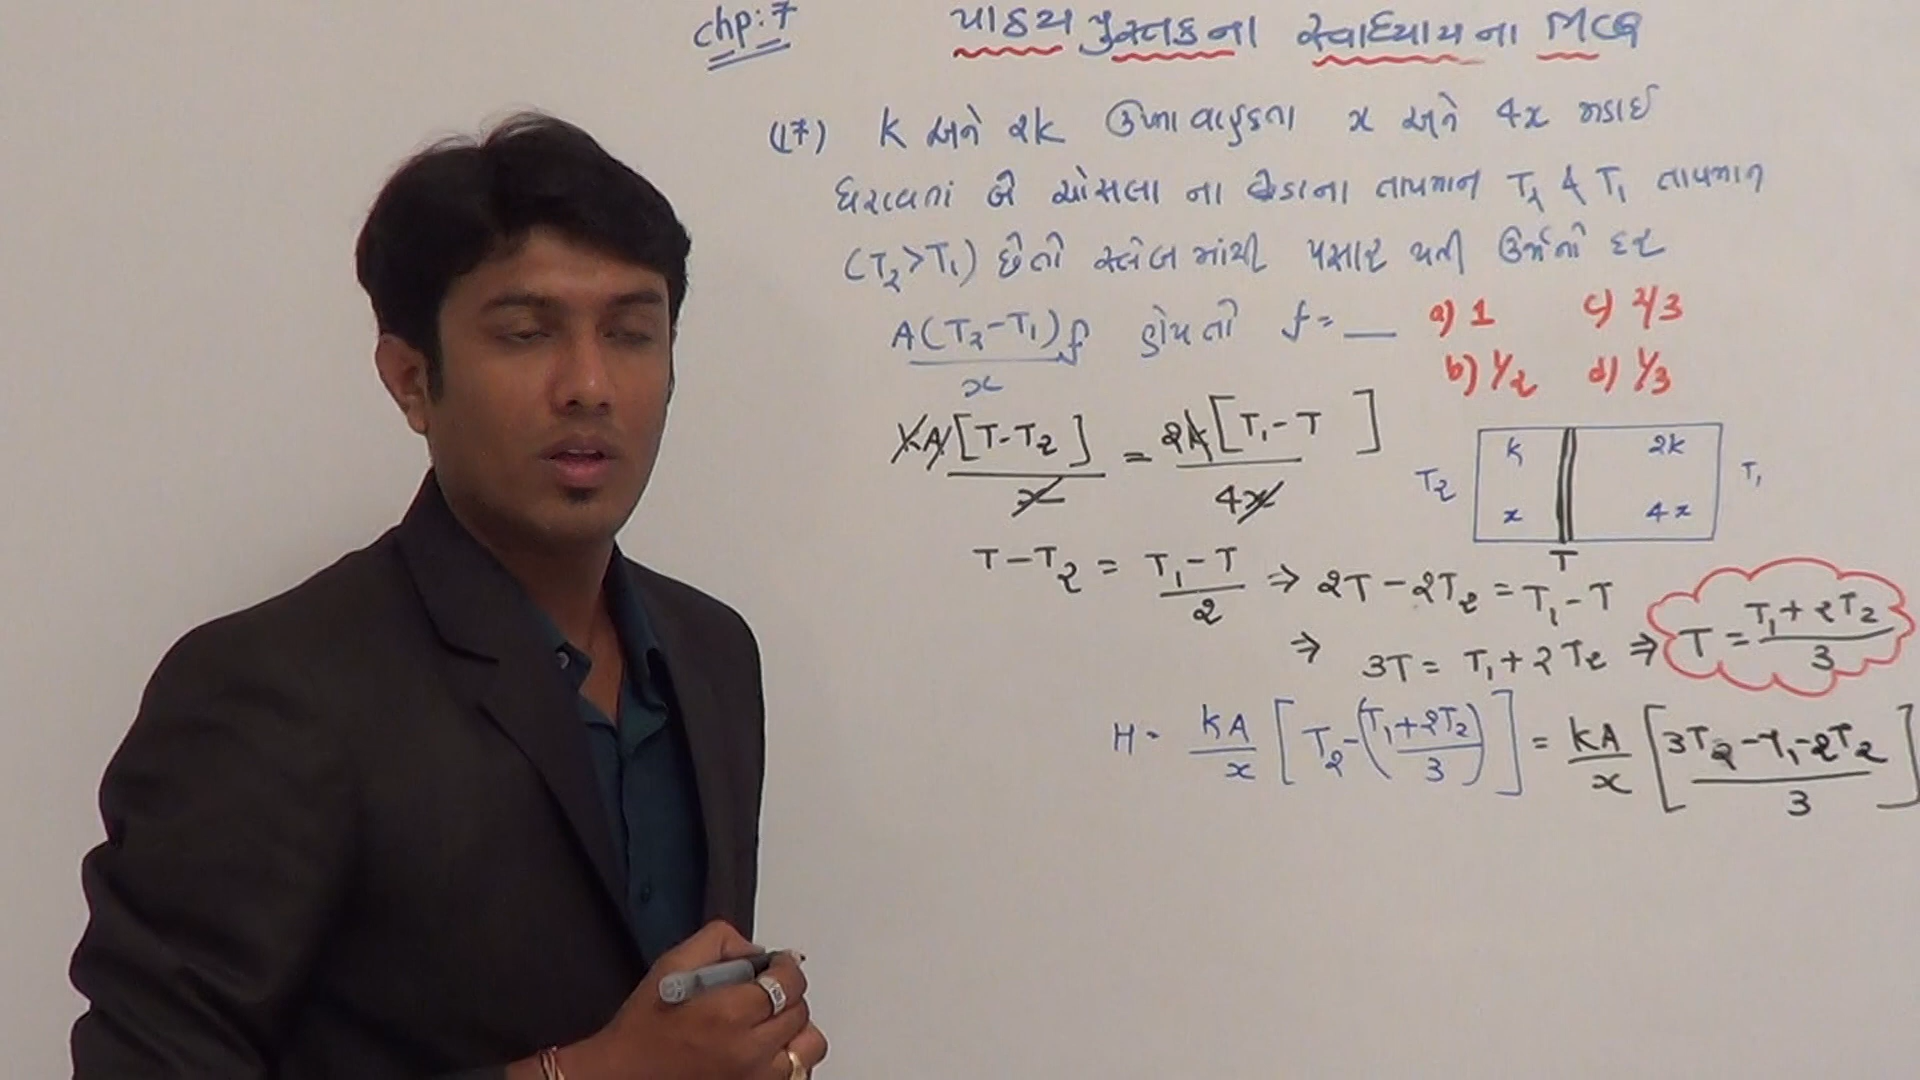 chp:7 પાઠય પુસ્તકના સ્વાધ્યાયના MCQ
(17) K અને 2K ઉષ્મા વાહકતા x અને 4x જાડાઈ
ધરાવતાં બે ચોસલા ના છેડાના તાપમાન T₂ & T₁ તાપમાન
(T₂>T₁) છે તો સ્લેબ માંથી પસાર થતી ઉર્જાનો દર
A(T₂-T₁)f / x હોય તો f = __ a) 1 c) 2/3
b) 1/2 d) 1/3
KA[T-T₂] / x = 2k[T₁-T] / 4x
T₂ k 2k T₁
x 4x
T
T-T₂ = T₁-T / 2 ⇒ 2T-2T₂ = T₁-T
⇒ 3T = T₁+2T₂ ⇒ T = T₁+2T₂ / 3
H = KA/x [T₂-(T₁+2T₂ / 3)] = KA/x [3T₂-T₁-2T₂ / 3]